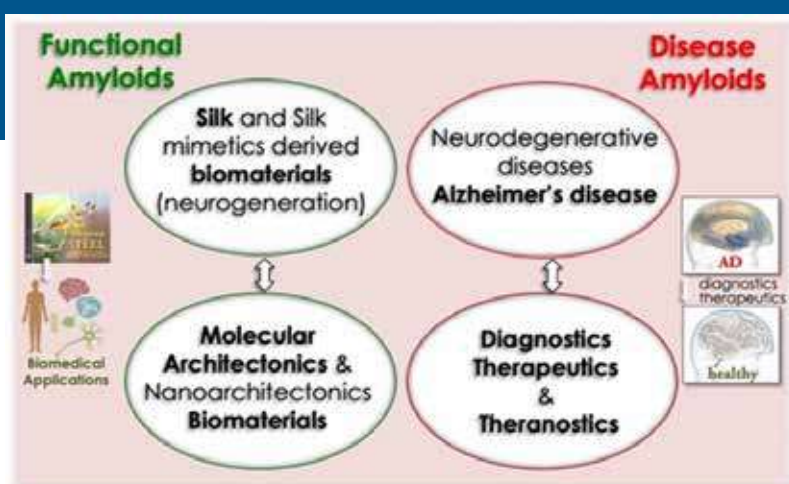 Functional
Amyloids
Disease
Amyloids
Silk and Silk
mimetics derived
biomaterials
(neurogeneration)
Neurodegenerative
diseases
Alzheimer's disease
STEEL
Biomedical
Applications
AD
diagnostics
therapeutics
healthy
Molecular
Architectonics &
Nanoarchitectonics
Biomaterials
Diagnostics
Therapeutics
&
Theranostics